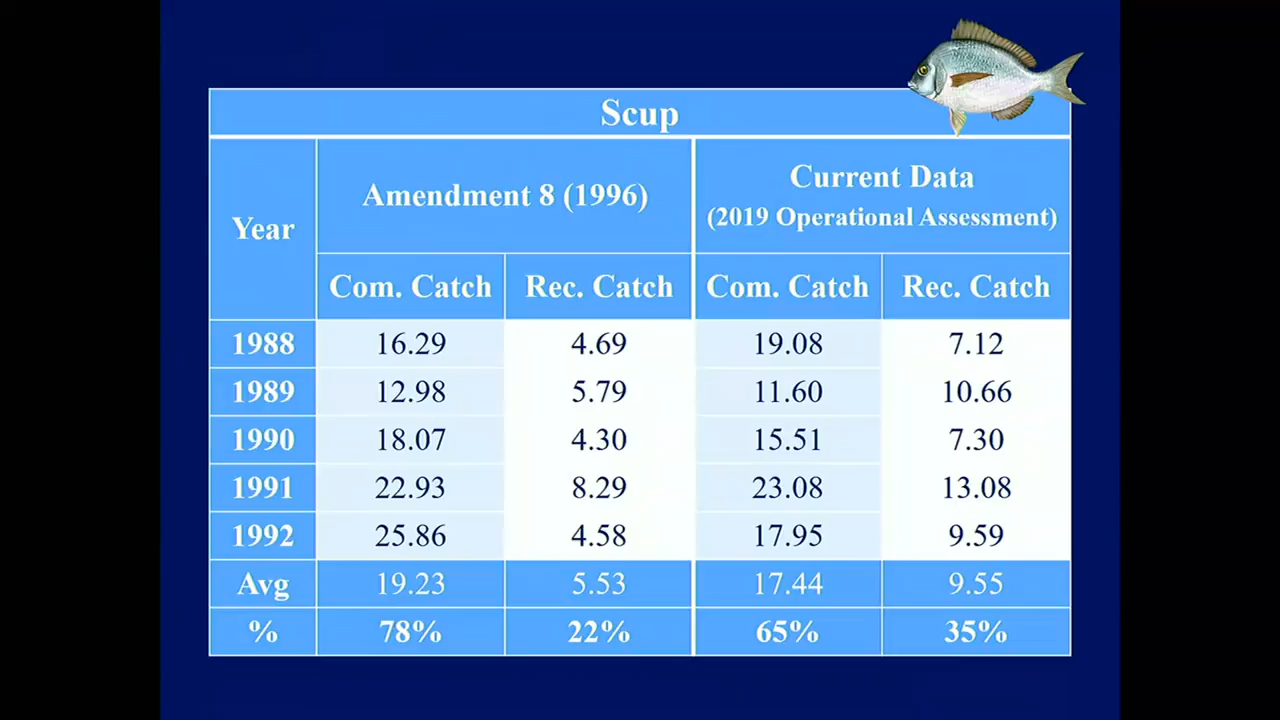 Scup
Year
Amendment 8 (1996)
Current Data
(2019 Operational Assessment)
Com. Catch Rec. Catch Com. Catch Rec. Catch
1988 16.29 4.69 19.08 7.12
1989 12.98 5.79 11.60 10.66
1990 18.07 4.30 15.51 7.30
1991 22.93 8.29 23.08 13.08
1992 25.86 4.58 17.95 9.59
Avg 19.23 5.53 17.44 9.55
% 78% 22% 65% 35%